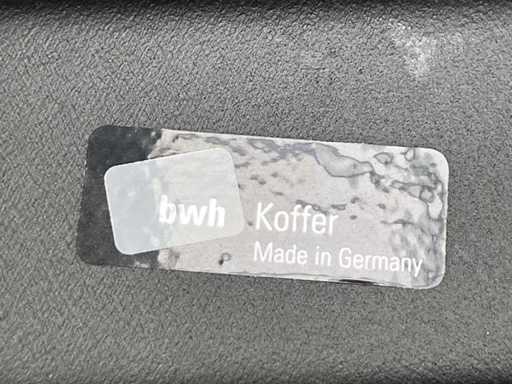 bwh Koffer
Made in Germany